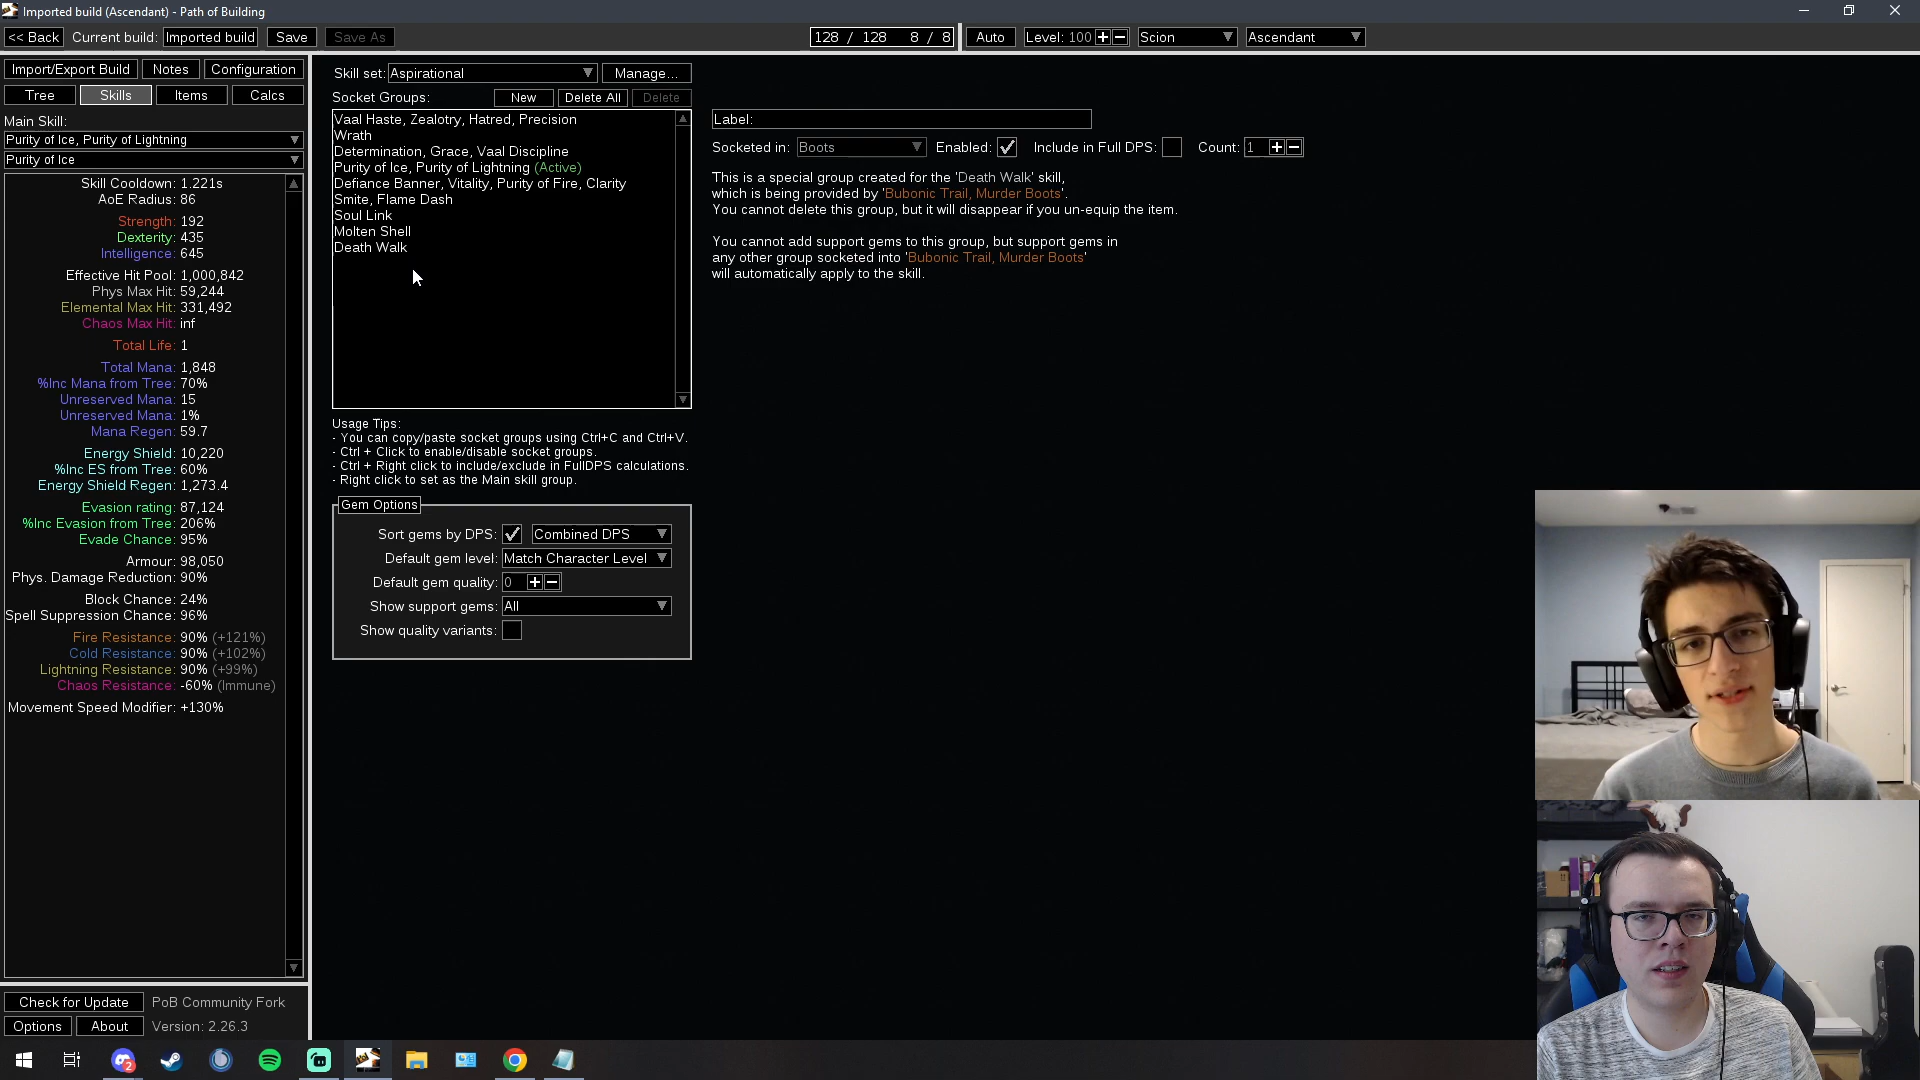 Imported build (Ascendant) - Path of Building
<< Back Current build: Imported build Save Save As 128 / 128 8 / 8 Auto Level: 100 + - Scion Ascendant
Import/Export Build Notes Configuration
Tree Skills Items Calcs
Main Skill:
Purity of Ice, Purity of Lightning
Purity of Ice
Skill Cooldown: 1.221s
AoE Radius: 86
Strength: 192
Dexterity: 435
Intelligence: 645
Effective Hit Pool: 1,000,842
Phys Max Hit: 59,244
Elemental Max Hit: 331,492
Chaos Max Hit: inf
Total Life: 1
Total Mana: 1,848
%Inc Mana from Tree: 70%
Unreserved Mana: 15
Unreserved Mana: 1%
Mana Regen: 59.7
Energy Shield: 10,220
%Inc ES from Tree: 60%
Energy Shield Regen: 1,273.4
Evasion rating: 87,124
%Inc Evasion from Tree: 206%
Evade Chance: 95%
Armour: 98,050
Phys. Damage Reduction: 90%
Block Chance: 24%
Spell Suppression Chance: 96%
Fire Resistance: 90% (+121%)
Cold Resistance: 90% (+102%)
Lightning Resistance: 90% (+99%)
Chaos Resistance: -60% (Immune)
Movement Speed Modifier: +130%
Check for Update PoB Community Fork
Options About Version: 2.26.3
Skill set: Aspirational Manage...
Socket Groups: New Delete All Delete
Vaal Haste, Zealotry, Hatred, Precision
Wrath
Determination, Grace, Vaal Discipline
Purity of Ice, Purity of Lightning (Active)
Defiance Banner, Vitality, Purity of Fire, Clarity
Smite, Flame Dash
Soul Link
Molten Shell
Death Walk
Usage Tips:
- You can copy/paste socket groups using Ctrl+C and Ctrl+V.
- Ctrl + Click to enable/disable socket groups.
- Ctrl + Right click to include/exclude in FullDPS calculations.
- Right click to set as the Main skill group.
Gem Options
Sort gems by DPS: Combined DPS
Default gem level: Match Character Level
Default gem quality: 0 + -
Show support gems: All
Show quality variants:
Label:
Socketed in: Boots Enabled: Include in Full DPS: Count: 1 + -
This is a special group created for the 'Death Walk' skill,
which is being provided by 'Bubonic Trail, Murder Boots'.
You cannot delete this group, but it will disappear if you un-equip the item.
You cannot add support gems to this group, but support gems in
any other group socketed into 'Bubonic Trail, Murder Boots'
will automatically apply to the skill.
2